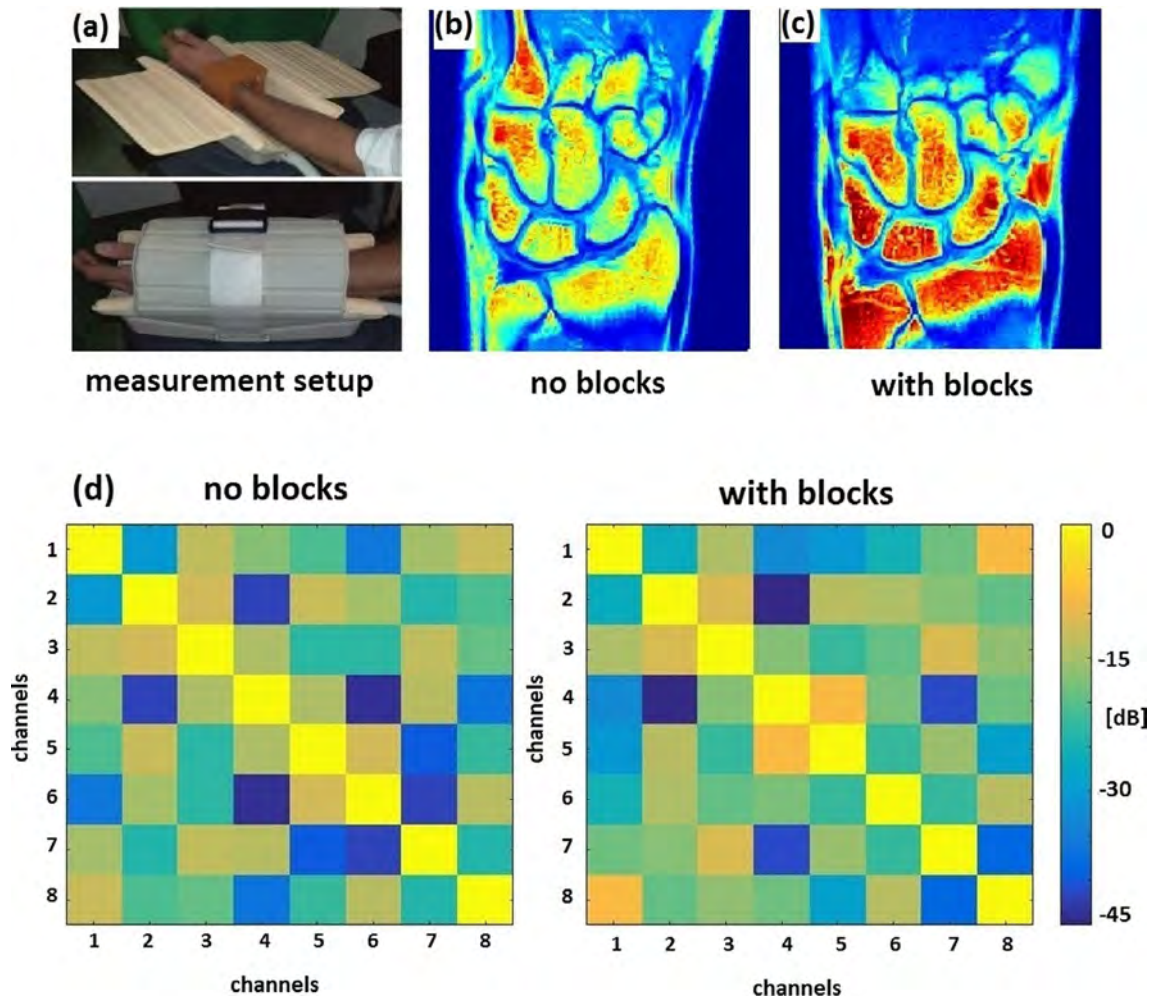 (a)
(b)
(c)
measurement setup
no blocks
with blocks
(d)
no blocks
with blocks
channels
1
2
3
4
5
6
7
8
1 2 3 4 5 6 7 8
channels
channels
1
2
3
4
5
6
7
8
1 2 3 4 5 6 7 8
channels
0
-15
[dB]
-30
-45